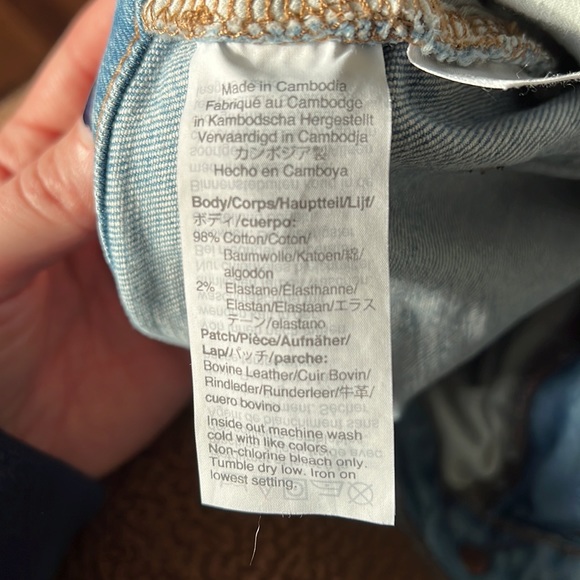 Made in Cambodia
Fabriqué au Cambodge
in Kambodscha Hergestellt
Vervaardigd in Cambodja
カンボジア製
Hecho en Camboya
Body/Corps/Hauptteil/Lijf/
ボディ/cuerpo:
98% Cotton/Coton/
Baumwolle/Katoen/綿/
algodón
2% Elastane/Élasthanne/
Elastan/Elastaan/エラス
テーン/elastano
Patch/Pièce/Aufnäher/
Lap/パッチ/parche:
Bovine Leather/Cuir Bovin/
Rindleder/Runderleer/牛革/
cuero bovino
Inside out machine wash
cold with like colors.
Non-chlorine bleach only.
Tumble dry low. Iron on
lowest setting.